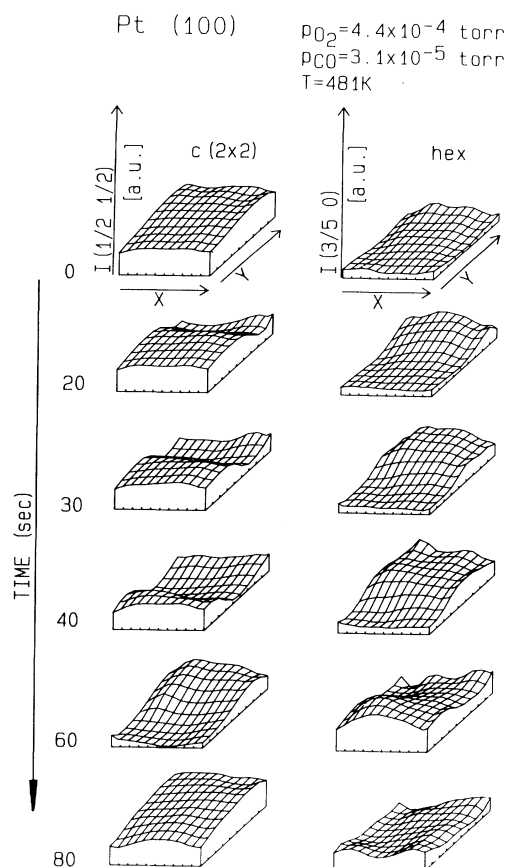 Pt (100)
pO2=4.4x10-4 torr
pCO=3.1x10-5 torr
T=481K
I(1/2 1/2)
[a.u.]
c(2x2)
I(3/5 0)
[a.u.]
hex
X
Y
X
Y
TIME (sec)
0
20
30
40
60
80